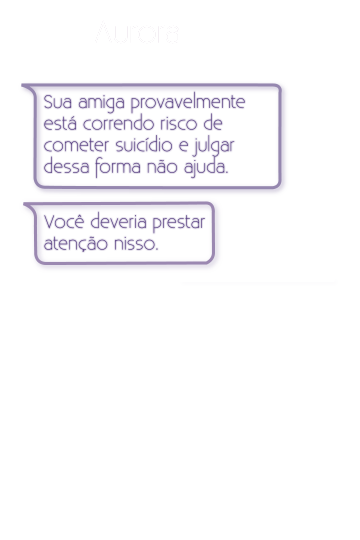 Aurora
Sua amiga provavelmente
está correndo risco de
cometer suicídio e julgar
dessa forma não ajuda.
Você deveria prestar
atenção nisso.